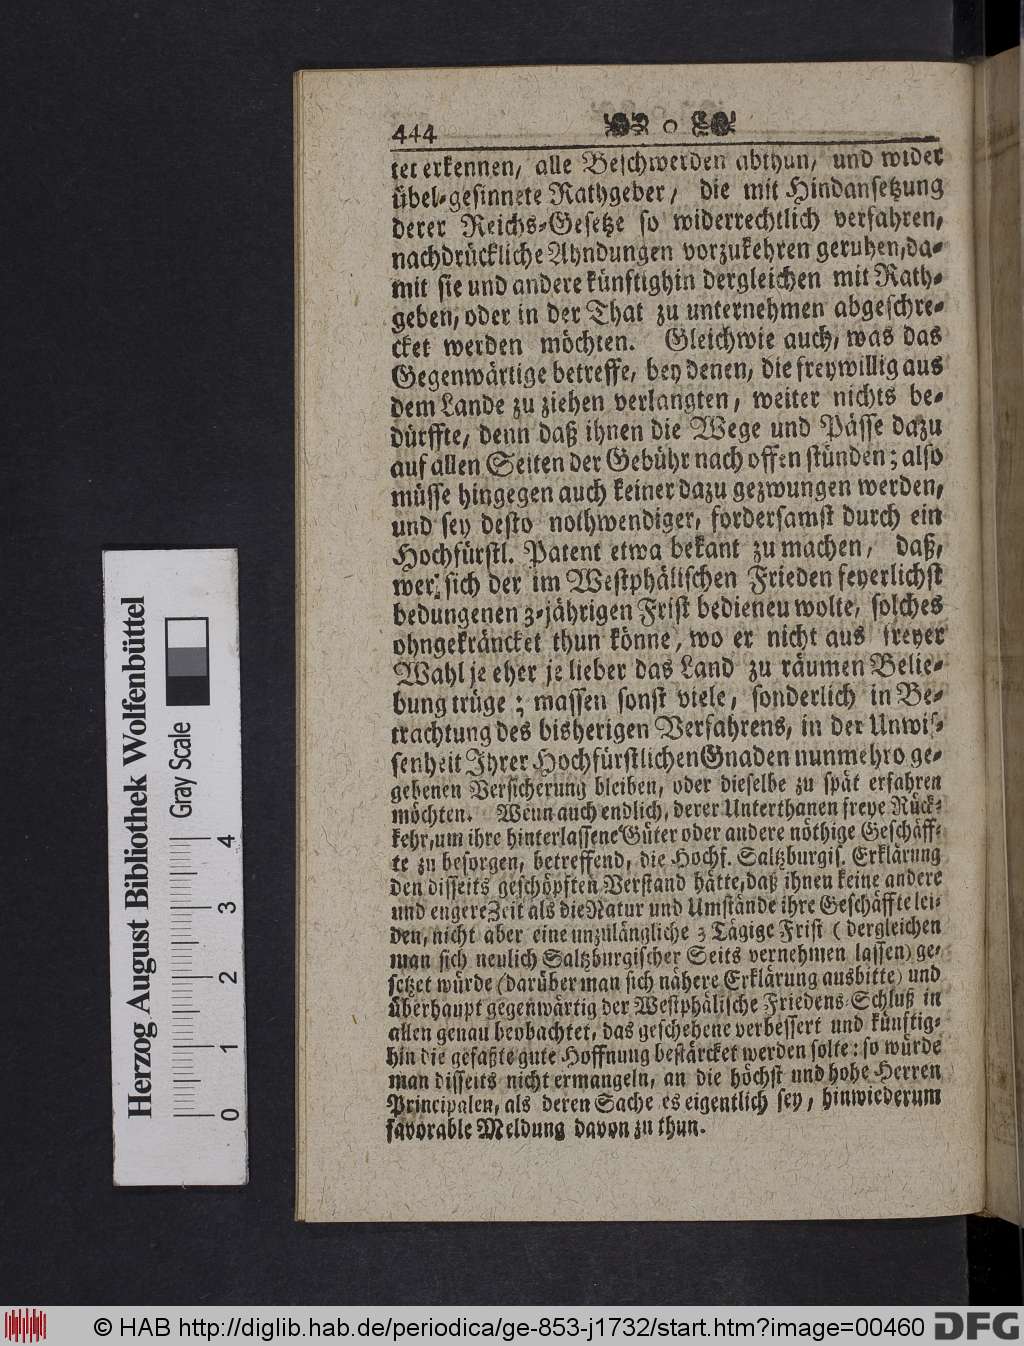 444
tet erkennen, alle Beschwerden abthun, und wider
übel-gesinnete Rathgeber, die mit Hindansetzung
derer Reichs-Gesetze so widerrechtlich verfahren,
nachdrückliche Ahndungen vorzukehren geruhen, da-
mit sie und andere künftighin dergleichen mit Rath-
geben, oder in der That zu unternehmen abgeschre-
cket werden möchten. Gleichwie auch, was das
Gegenwärtige betreffe, bey denen, die freywillig aus
dem Lande zu ziehen verlangten, weiter nichts be-
dürffte, denn daß ihnen die Wege und Pässe dazu
auf allen Seiten der Gebühr nach offen stünden; also
müsse hingegen auch keiner dazu gezwungen werden,
und sey desto nothwendiger, fordersamst durch ein
Hochfürstl. Patent etwa bekant zu machen, daß,
wer sich der im Westphälischen Frieden feyerlichst
bedungenen 3-jährigen Frist bedieneu wolte, solches
ohngekräncket thun könne, wo er nicht aus freyer
Wahl je eher je lieber das Land zu räumen Belie-
bung trüge; massen sonst viele, sonderlich in Be-
trachtung des bisherigen Verfahrens, in der Unwis-
senheit Ihrer Hochfürstlichen Gnaden nunmehro ge-
gebenen Versicherung bleiben, oder dieselbe zu spät erfahren
möchten. Wenn auch endlich, derer Unterthanen freye Rück-
kehr, um ihre hinterlassene Güter oder andere nöthige Geschäff-
te zu besorgen, betreffend, die Hochf. Saltzburgis. Erklärung
den disseits geschöpften Verstand hätte, daß ihnen keine andere
und engere Zeit als die Natur und Umstände ihre Geschäffte lei-
den, nicht aber eine unzulängliche 3 Tägige Frist (dergleichen
man sich neulich Saltzburgischer Seits vernehmen lassen) ge-
setzet würde (darüber man sich nähere Erklärung ausbitte) und
überhaupt gegenwärtig der Westphälische Friedens-Schluß in
allen genau beobachtet, das geschehene verbessert und künftig-
hin die gefaßte gute Hoffnung bestärcket werden solte: so würde
man disseits nicht ermangeln, an die höchst und hohe Herren
Principalen, als deren Sache es eigentlich sey, hinwiederum
favorable Meldung davon zu thun.
Herzog August Bibliothek Wolfenbüttel
Gray Scale
0 1 2 3 4
© HAB http://diglib.hab.de/periodica/ge-853-j1732/start.htm?image=00460
DFG